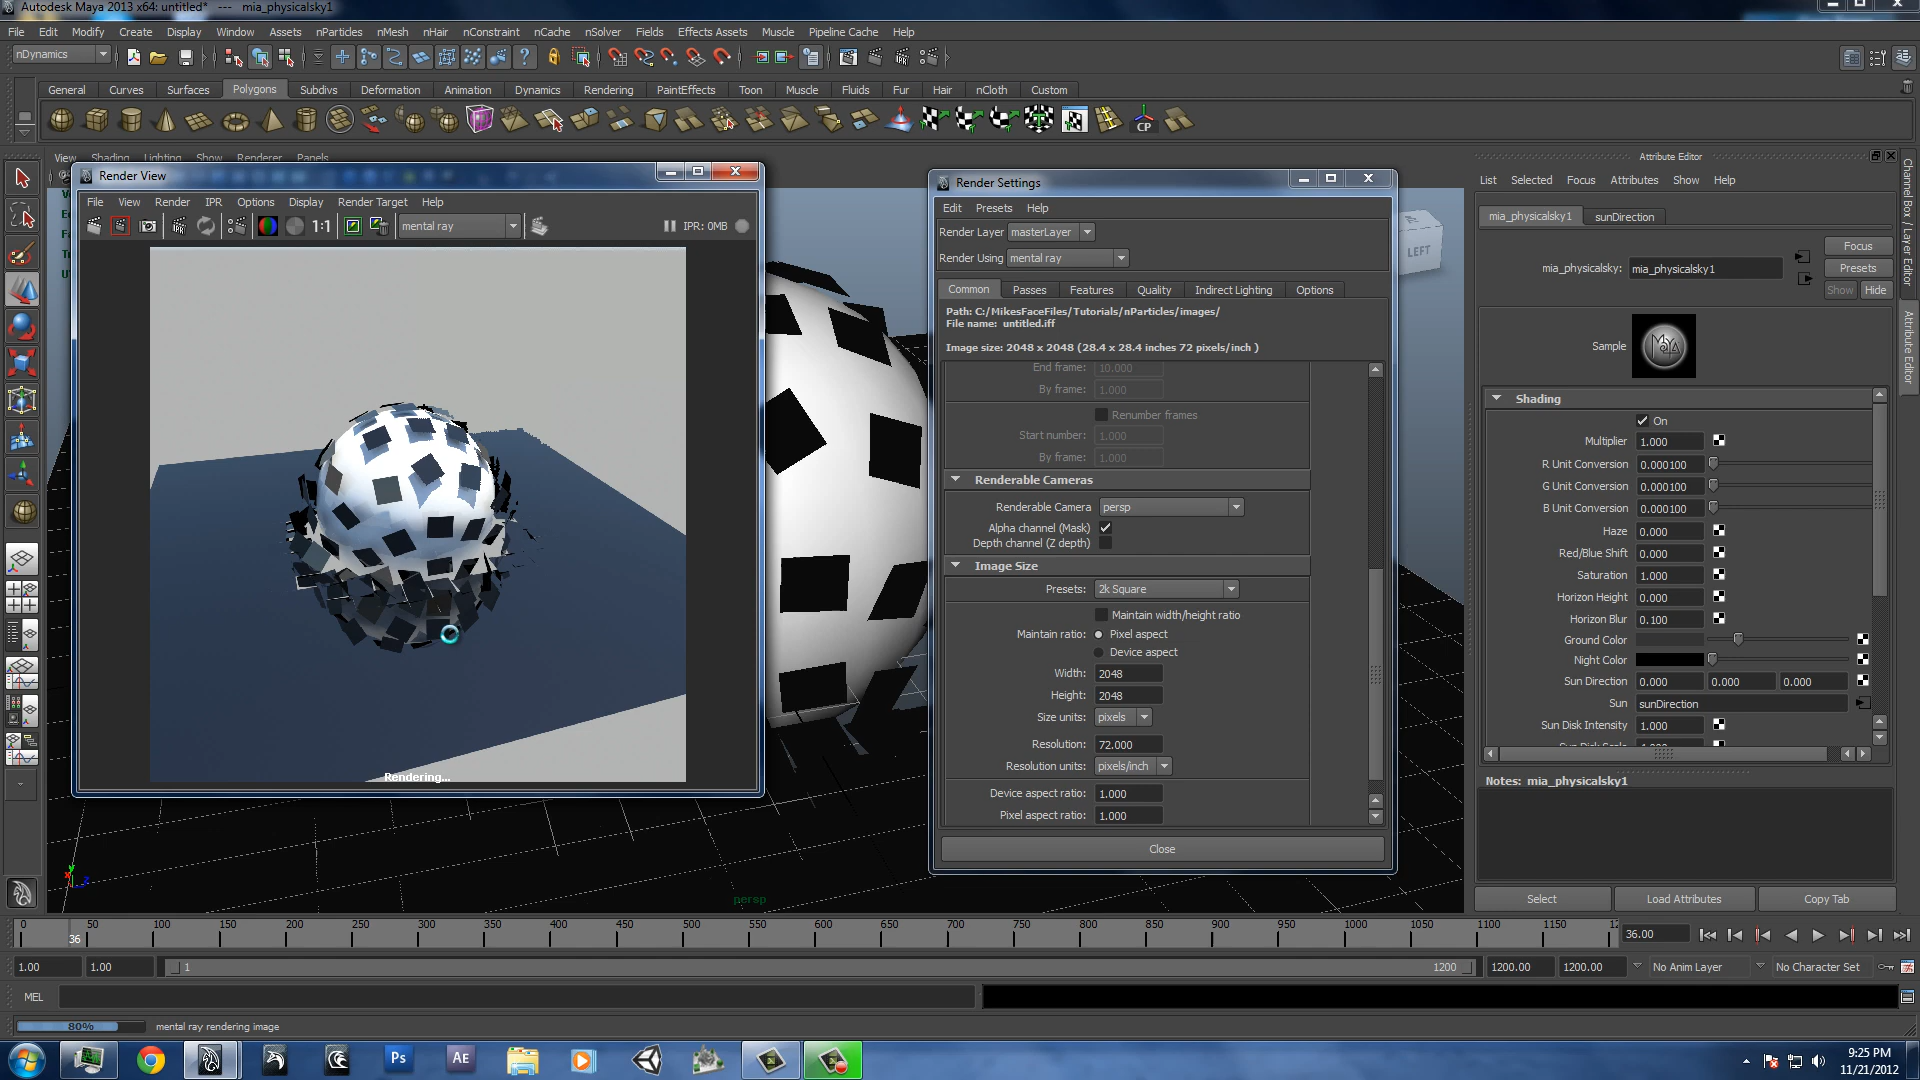 Autodesk Maya 2013 x64: untitled* --- mia_physicalsky1
File Edit Modify Create Display Window Assets nParticles nMesh nHair nConstraint nCache nSolver Fields Effects Assets Muscle Pipeline Cache Help
nDynamics
General Curves Surfaces Polygons Subdivs Deformation Animation Dynamics Rendering PaintEffects Toon Muscle Fluids Fur Hair nCloth Custom
CP
View Shading Lighting Show Renderer Panels
Render View
File View Render IPR Options Display Render Target Help
1:1 mental ray IPR: 0MB
Rendering...
persp
LEFT
Render Settings
Edit Presets Help
Render Layer masterLayer
Render Using mental ray
Common Passes Features Quality Indirect Lighting Options
Path: C:/MikesFaceFiles/Tutorials/nParticles/images/
File name: untitled.iff
Image size: 2048 x 2048 (28.4 x 28.4 inches 72 pixels/inch )
End frame: 10.000
By frame: 1.000
Renumber frames
Start number: 1.000
By frame: 1.000
Renderable Cameras
Renderable Camera persp
Alpha channel (Mask)
Depth channel (Z depth)
Image Size
Presets: 2k Square
Maintain width/height ratio
Maintain ratio: Pixel aspect
Device aspect
Width: 2048
Height: 2048
Size units: pixels
Resolution: 72.000
Resolution units: pixels/inch
Device aspect ratio: 1.000
Pixel aspect ratio: 1.000
Close
Attribute Editor
List Selected Focus Attributes Show Help
mia_physicalsky1 sunDirection
Focus
mia_physicalsky: mia_physicalsky1 Presets
Show Hide
Sample
MAYA
Shading
On
Multiplier 1.000
R Unit Conversion 0.000100
G Unit Conversion 0.000100
B Unit Conversion 0.000100
Haze 0.000
Red/Blue Shift 0.000
Saturation 1.000
Horizon Height 0.000
Horizon Blur 0.100
Ground Color
Night Color
Sun Direction 0.000 0.000 0.000
Sun sunDirection
Sun Disk Intensity 1.000
Notes: mia_physicalsky1
Select Load Attributes Copy Tab
Channel Box / Layer Editor
Attribute Editor
0 50 100 150 200 250 300 350 400 450 500 550 600 650 700 750 800 850 900 950 1000 1050 1100 1150
36 36.00
1.00 1.00 1 1200 1200.00 1200.00 No Anim Layer No Character Set
MEL
80% mental ray rendering image
Ps AE
9:25 PM
11/21/2012